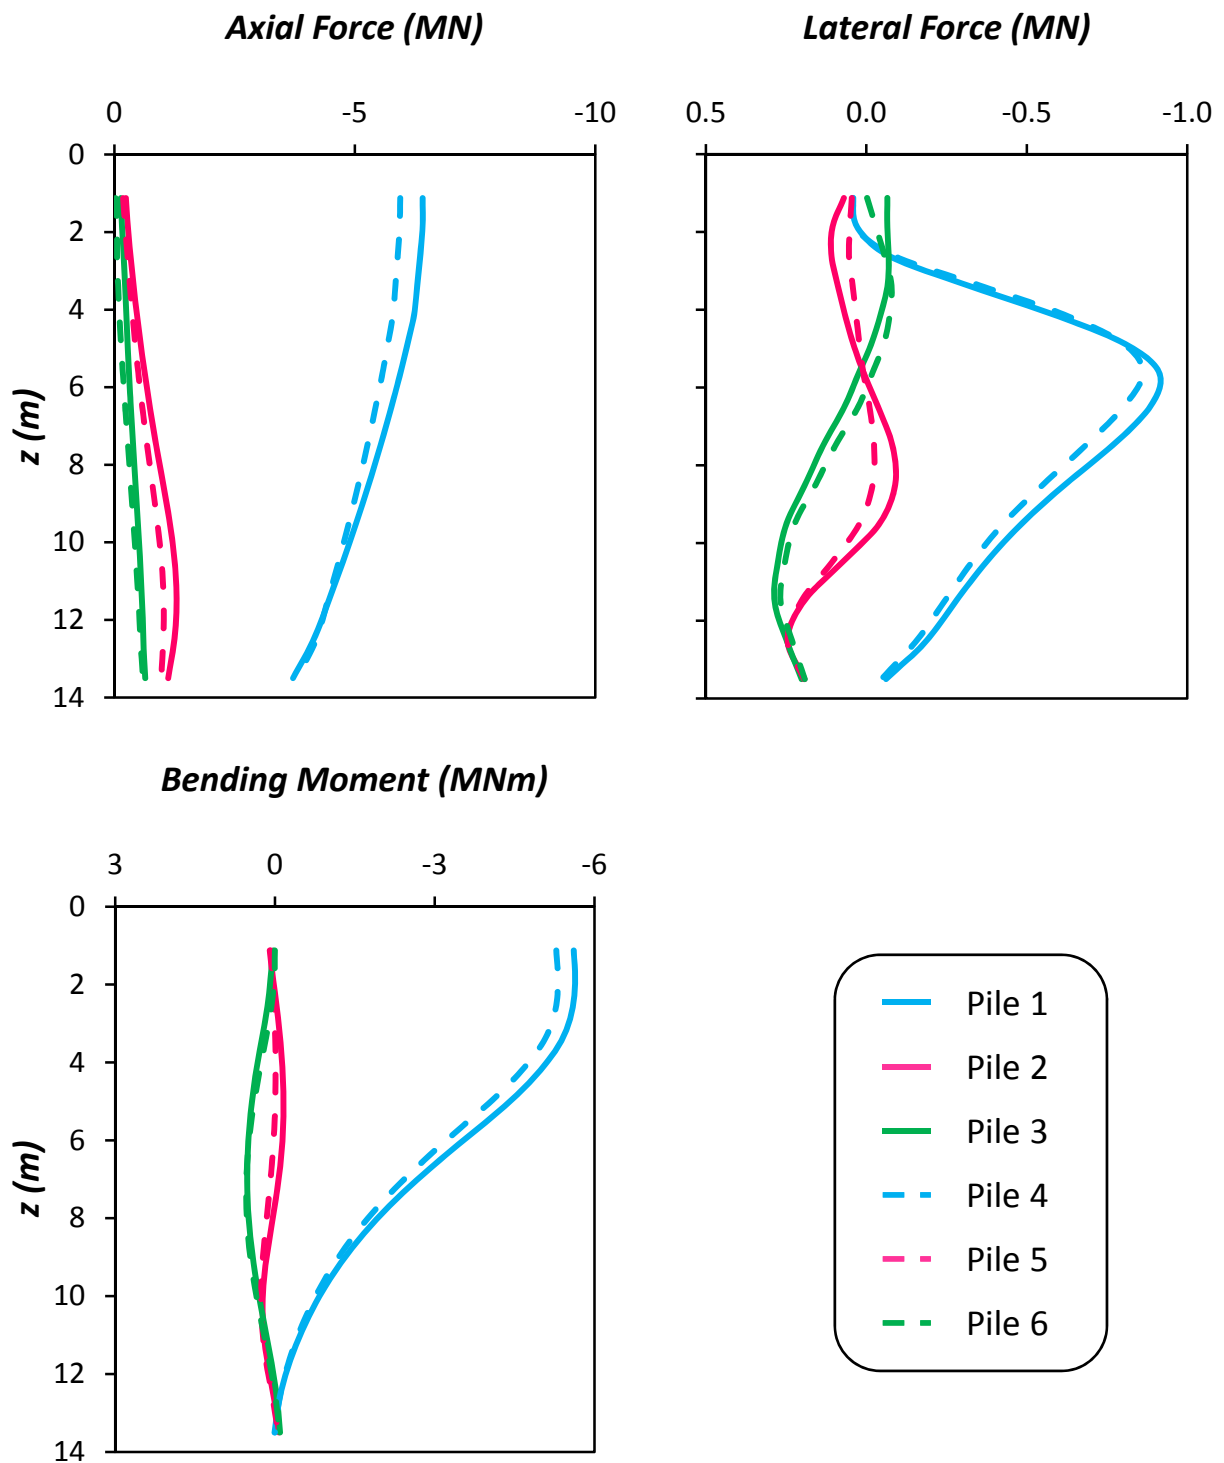 Axial Force (MN)
Lateral Force (MN)
0 -5 -10
0.5 0.0 -0.5 -1.0
0
2
4
6
8
10
12
14
z (m)
Bending Moment (MNm)
3 0 -3 -6
0
2
4
6
8
10
12
14
z (m)
Pile 1
Pile 2
Pile 3
Pile 4
Pile 5
Pile 6